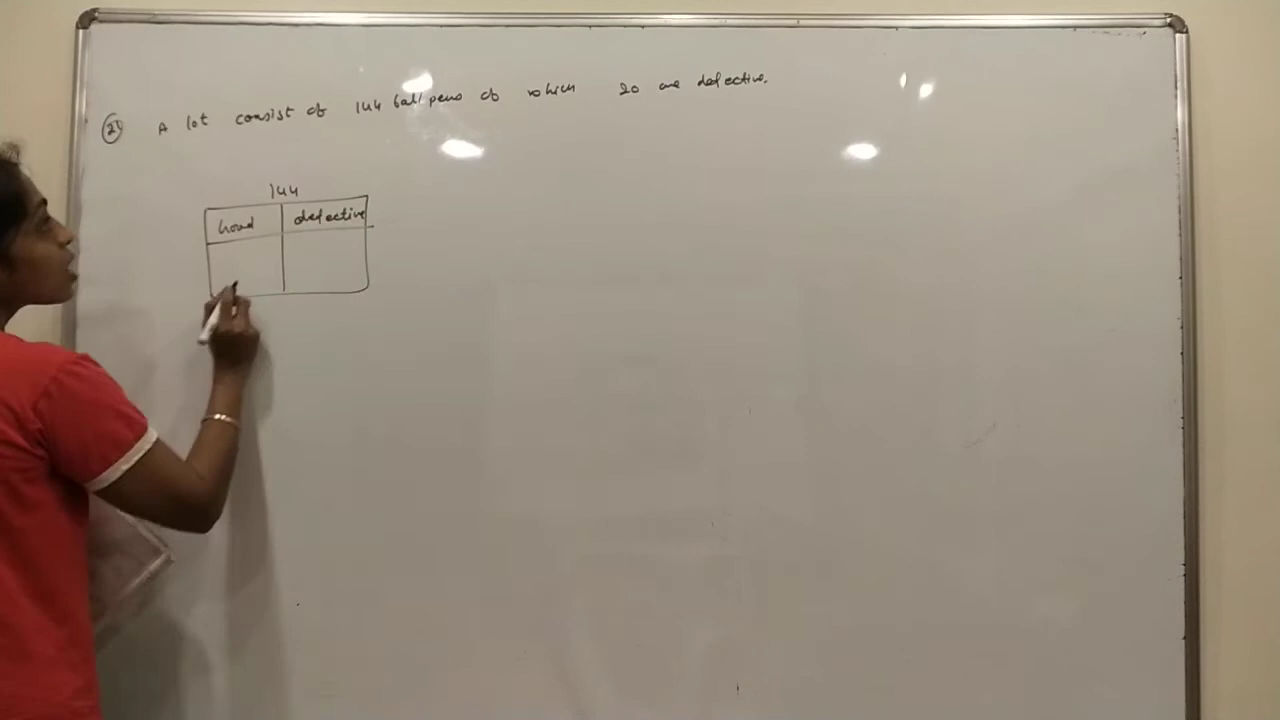 21 A lot consist of 144 ball pens of which 20 are defective.
144
Good defective